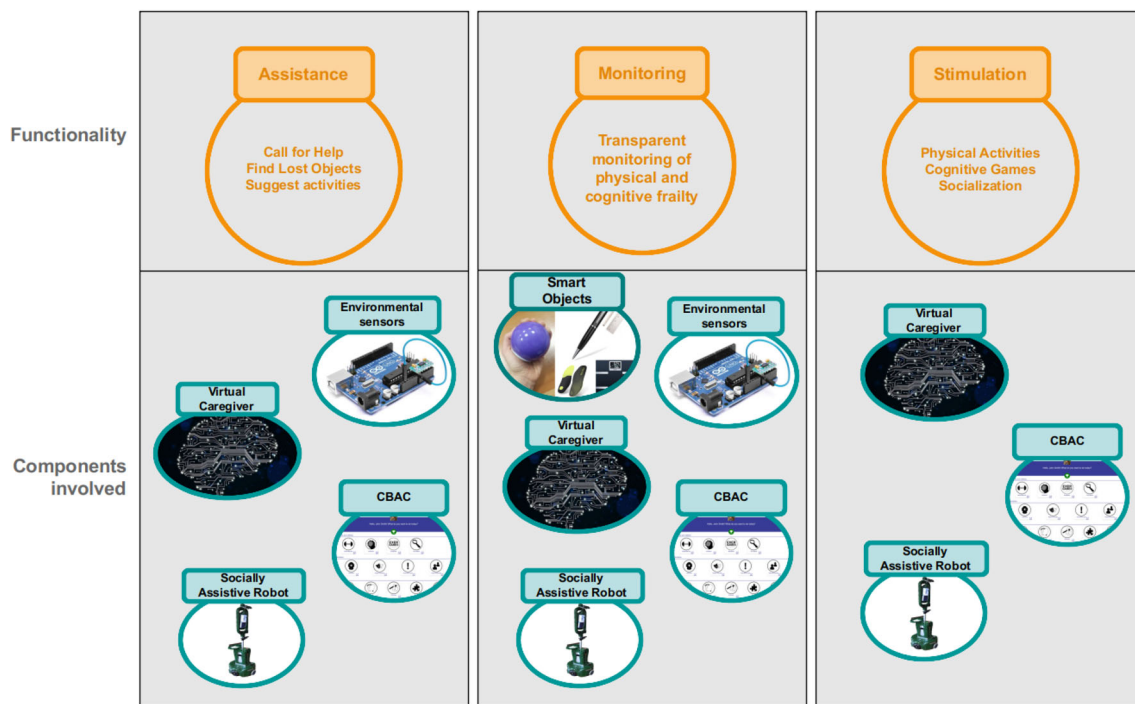 Functionality
Assistance
Call for Help
Find Lost Objects
Suggest activities
Monitoring
Transparent
monitoring of
physical and
cognitive frailty
Stimulation
Physical Activities
Cognitive Games
Socialization
Components
involved
Environmental
sensors
Virtual
Caregiver
CBAC
Socially
Assistive Robot
Smart
Objects
Environmental
sensors
Virtual
Caregiver
CBAC
Socially
Assistive Robot
Virtual
Caregiver
CBAC
Socially
Assistive Robot